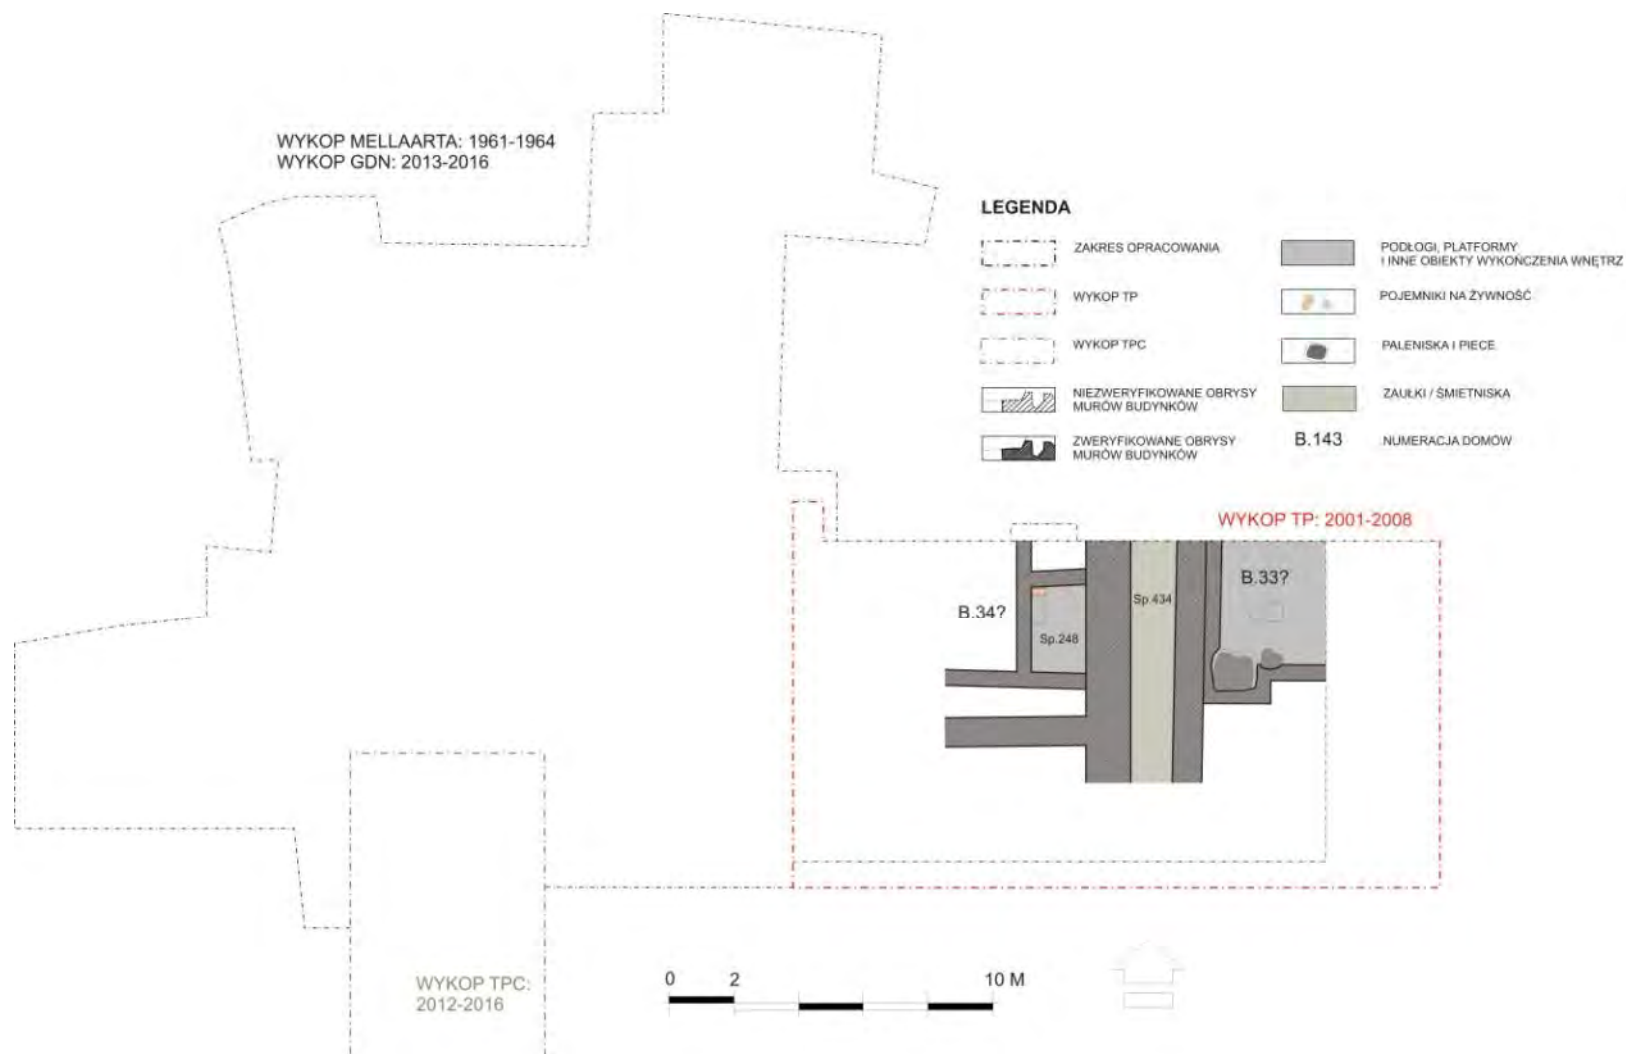 WYKOP MELLAARTA: 1961-1964
WYKOP GDN: 2013-2016
LEGENDA
ZAKRES OPRACOWANIA
WYKOP TP
WYKOP TPC
NIEZWERYFIKOWANE OBRYSY
MURÓW BUDYNKÓW
ZWERYFIKOWANE OBRYSY
MURÓW BUDYNKÓW
PODŁOGI, PLATFORMY
I INNE OBIEKTY WYKOŃCZENIA WNĘTRZ
POJEMNIKI NA ŻYWNOŚĆ
PALENISKA I PIECE
ZAUŁKI / ŚMIETNISKA
B.143 NUMERACJA DOMÓW
WYKOP TP: 2001-2008
B.33?
Sp.434
B.34?
Sp.248
WYKOP TPC:
2012-2016
0 2 10 M